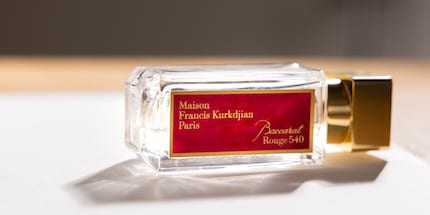 Maison
Francis Kurkdjian
Paris
Baccarat
Rouge 540